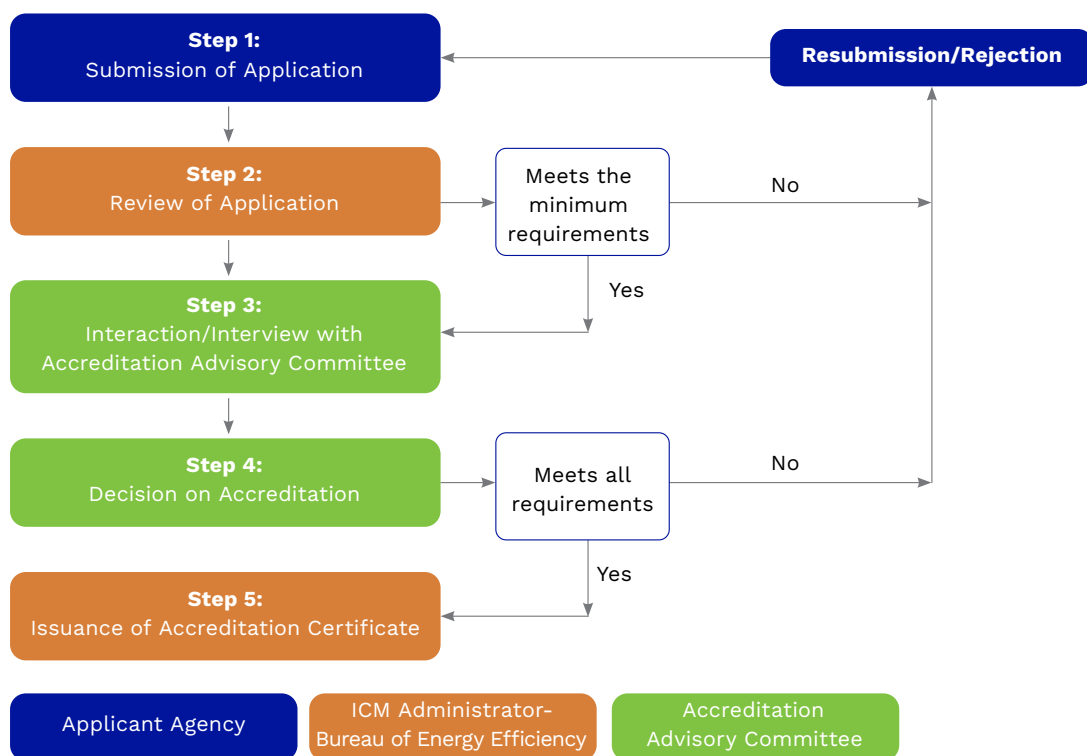 Step 1:
Submission of Application
Resubmission/Rejection
Step 2:
Review of Application
Meets the
minimum
requirements
No
Yes
Step 3:
Interaction/Interview with
Accreditation Advisory Committee
Step 4:
Decision on Accreditation
Meets all
requirements
No
Yes
Step 5:
Issuance of Accreditation Certificate
Applicant Agency
ICM Administrator-
Bureau of Energy Efficiency
Accreditation
Advisory Committee